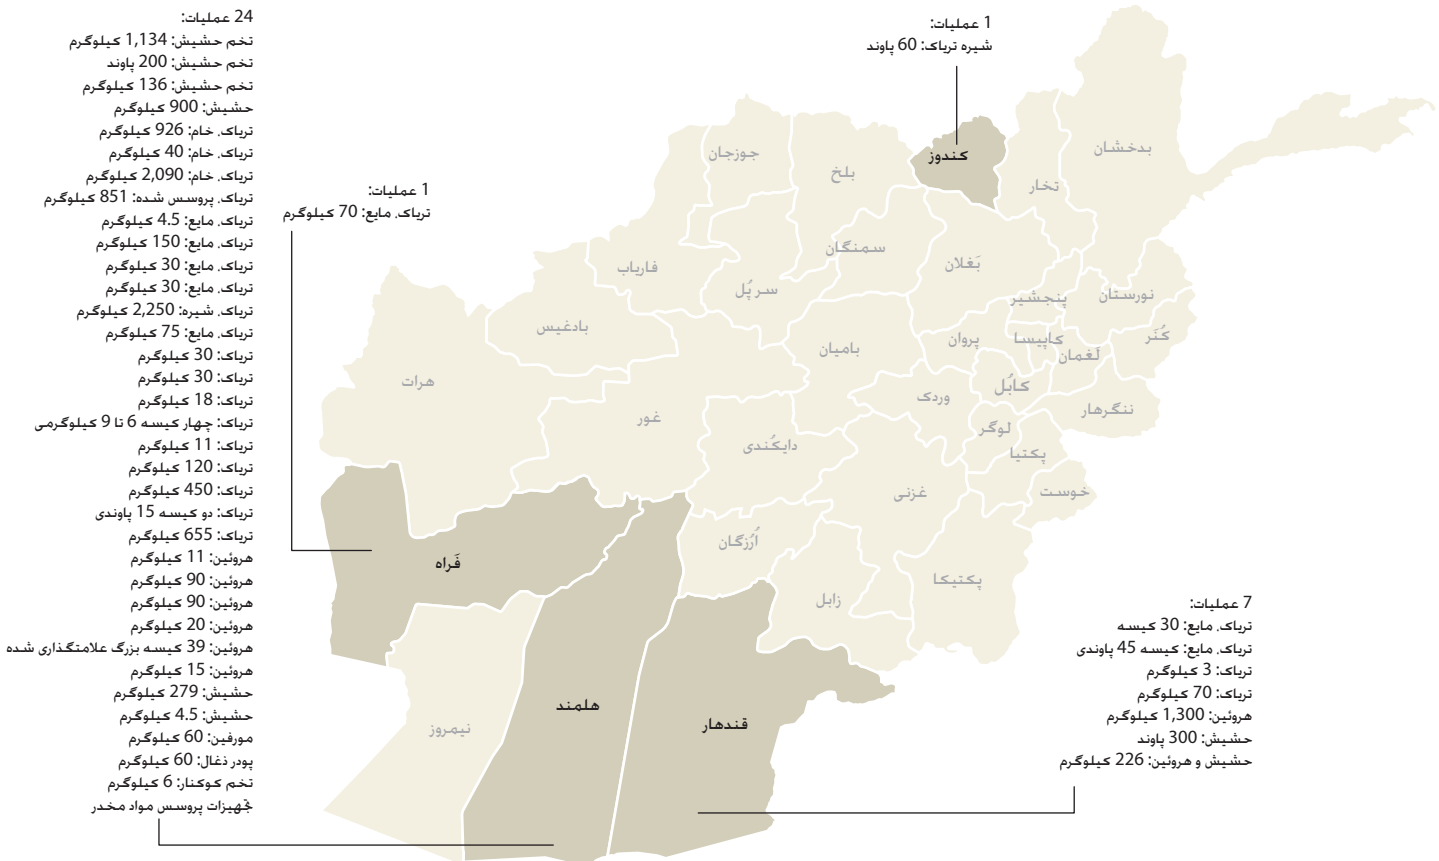 24 عملیات:
تخم حشیش: 1,134 کیلوگرم
تخم حشیش: 200 پاوند
تخم حشیش: 136 کیلوگرم
حشیش: 900 کیلوگرم
تریاک، خام: 926 کیلوگرم
تریاک، خام: 40 کیلوگرم
تریاک، خام: 2,090 کیلوگرم
تریاک، پروسس شده: 851 کیلوگرم
تریاک، مایع: 4.5 کیلوگرم
تریاک، مایع: 150 کیلوگرم
تریاک، مایع: 30 کیلوگرم
تریاک، مایع: 30 کیلوگرم
تریاک، شیره: 2,250 کیلوگرم
تریاک، مایع: 75 کیلوگرم
تریاک: 30 کیلوگرم
تریاک: 30 کیلوگرم
تریاک: 18 کیلوگرم
تریاک: چهار کیسه 6 تا 9 کیلوگرمی
تریاک: 11 کیلوگرم
تریاک: 120 کیلوگرم
تریاک: 450 کیلوگرم
تریاک: دو کیسه 15 پاوندی
تریاک: 655 کیلوگرم
هروئین: 11 کیلوگرم
هروئین: 90 کیلوگرم
هروئین: 90 کیلوگرم
هروئین: 20 کیلوگرم
هروئین: 39 کیسه بزرگ علامتگذاری شده
هروئین: 15 کیلوگرم
حشیش: 279 کیلوگرم
حشیش: 4.5 کیلوگرم
مورفین: 60 کیلوگرم
پودر ذغال: 60 کیلوگرم
تخم کوکنار: 6 کیلوگرم
تجهیزات پروسس مواد مخدر
1 عملیات:
تریاک، مایع: 70 کیلوگرم
1 عملیات:
شیره تریاک: 60 پاوند
7 عملیات:
تریاک، مایع: 30 کیسه
تریاک، مایع: کیسه 45 پاوندی
تریاک: 3 کیلوگرم
تریاک: 70 کیلوگرم
هروئین: 1,300 کیلوگرم
حشیش: 300 پاوند
حشیش و هروئین: 226 کیلوگرم
بدخشان
تخار
کندوز
بلخ
جوزجان
سمنگان
بَغلان
فاریاب
سر پُل
پنجشیر
نورستان
بادغیس
بامیان
پروان
کاپیسا
لَغمان
کُنَر
هرات
غور
وردک
کابُل
ننگرهار
لوگر
دایکُندی
پکتیا
غزنی
خوست
اُرُزگان
فَراه
زابل
پکتیکا
نیمروز
هلمند
قندهار